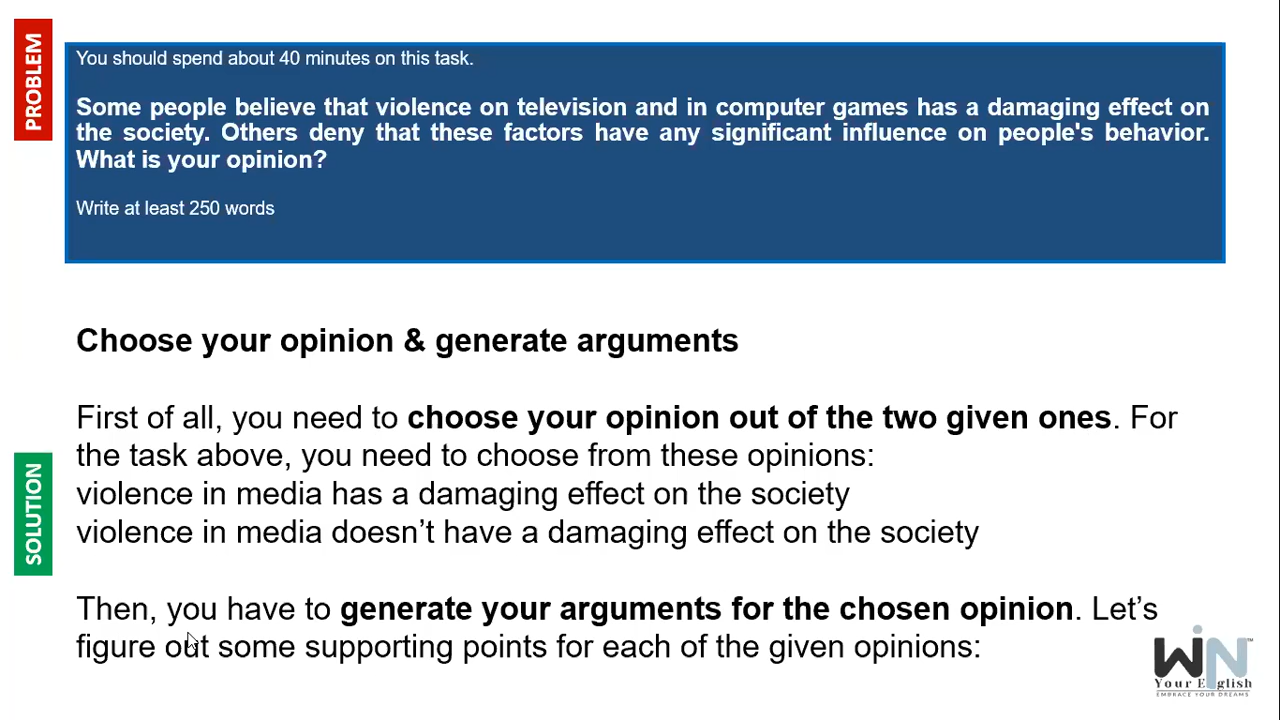 PROBLEM
You should spend about 40 minutes on this task.
Some people believe that violence on television and in computer games has a damaging effect on
the society. Others deny that these factors have any significant influence on people's behavior.
What is your opinion?
Write at least 250 words
Choose your opinion & generate arguments
First of all, you need to choose your opinion out of the two given ones. For
the task above, you need to choose from these opinions:
violence in media has a damaging effect on the society
violence in media doesn’t have a damaging effect on the society
SOLUTION
Then, you have to generate your arguments for the chosen opinion. Let’s
figure out some supporting points for each of the given opinions:
WIN™
Your English
EMBRACE YOUR DREAMS